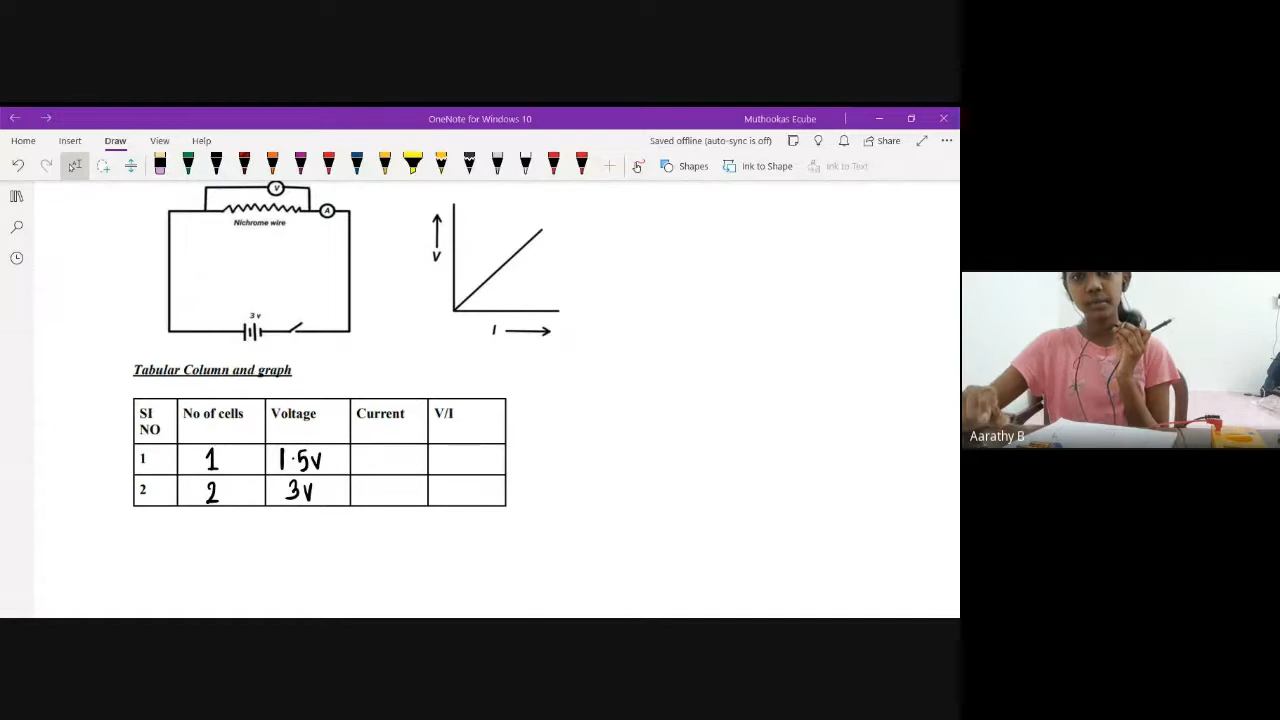 OneNote for Windows 10
Muthookas Ecube
Home Insert Draw View Help
Saved offline (auto-sync is off)
Share
Shapes
Ink to Shape
Ink to Text
V
Nichrome wire
A
3 v
V
I
Tabular Column and graph
SI NO No of cells Voltage Current V/I
1 1 1.5V
2 2 3V
Aarathy B